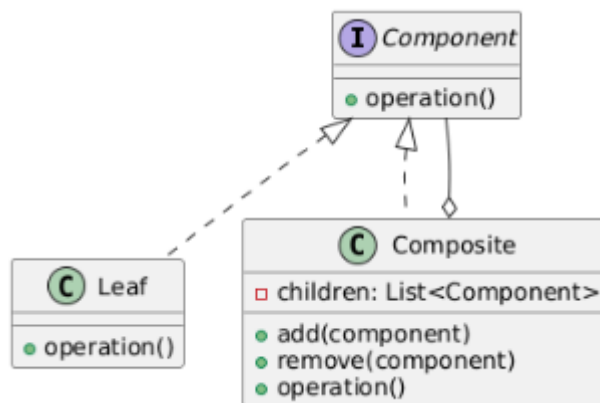 I Component
operation()
C Leaf
operation()
C Composite
children: List<Component>
add(component)
remove(component)
operation()